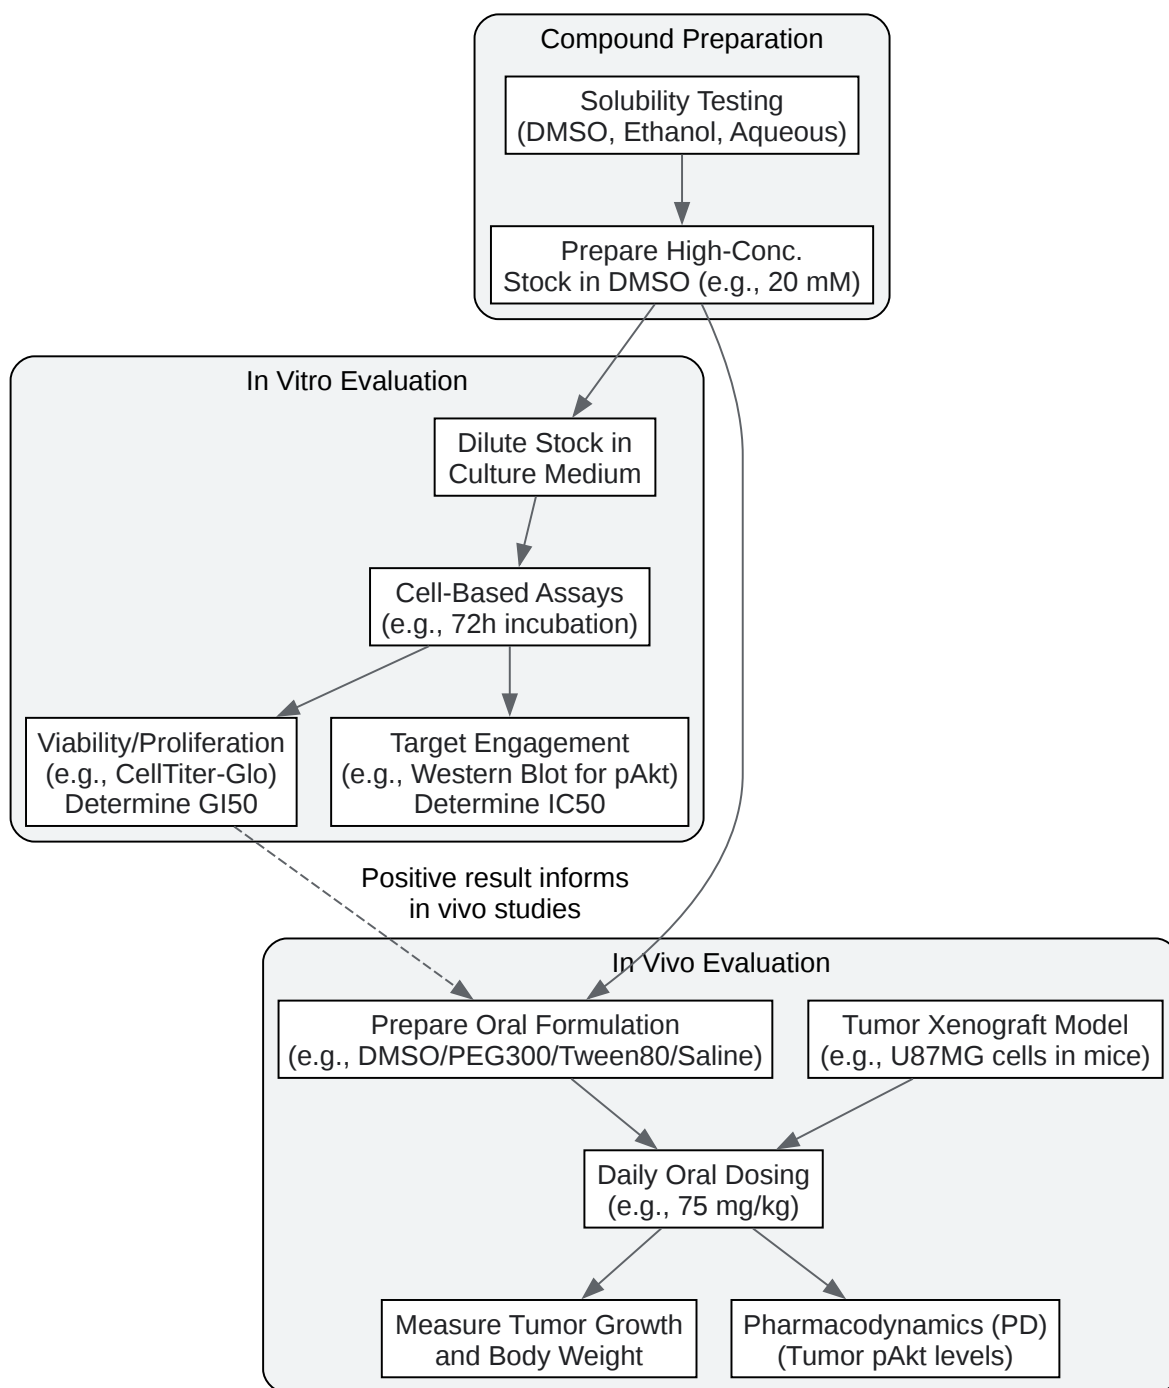 Compound Preparation
Solubility Testing
(DMSO, Ethanol, Aqueous)
Prepare High-Conc.
Stock in DMSO (e.g., 20 mM)
In Vitro Evaluation
Dilute Stock in
Culture Medium
Cell-Based Assays
(e.g., 72h incubation)
Viability/Proliferation
(e.g., CellTiter-Glo)
Determine GI50
Target Engagement
(e.g., Western Blot for pAkt)
Determine IC50
Positive result informs
in vivo studies
In Vivo Evaluation
Prepare Oral Formulation
(e.g., DMSO/PEG300/Tween80/Saline)
Tumor Xenograft Model
(e.g., U87MG cells in mice)
Daily Oral Dosing
(e.g., 75 mg/kg)
Measure Tumor Growth
and Body Weight
Pharmacodynamics (PD)
(Tumor pAkt levels)